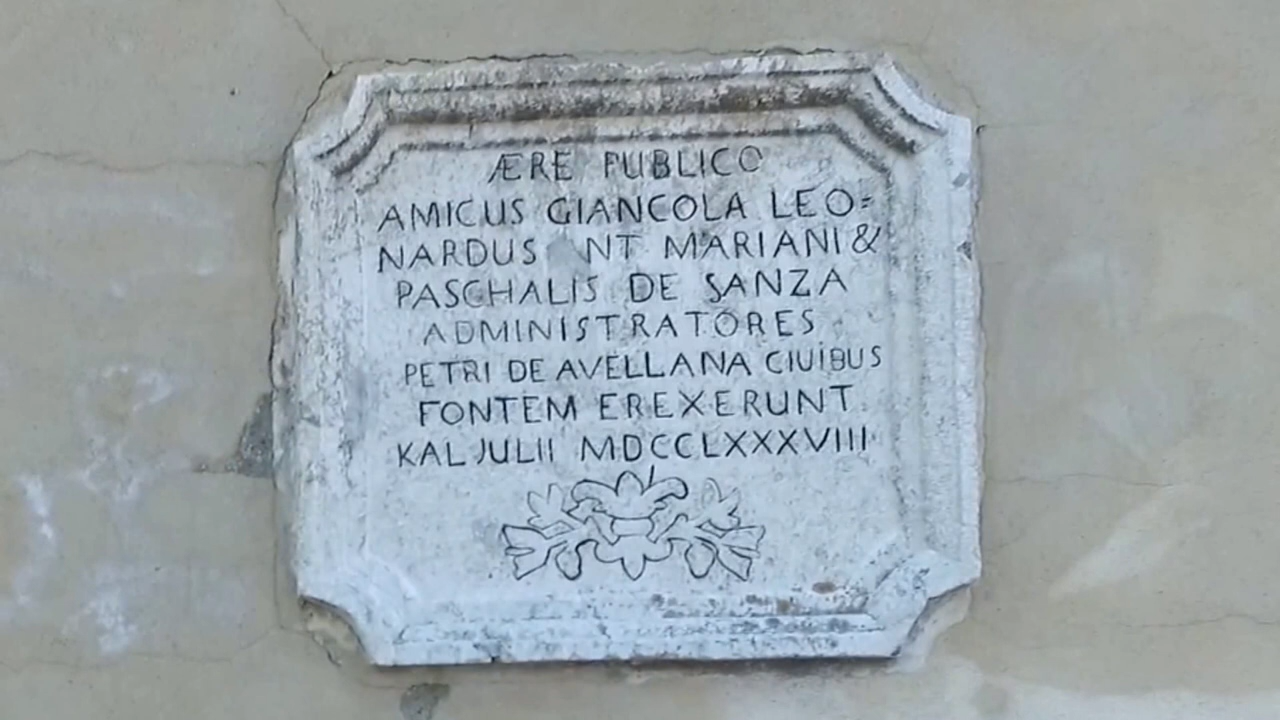 ÆRE PUBLICO
AMICUS GIANCOLA LEO=
NARDUS NT MARIANI &
PASCHALIS DE SANZA
ADMINISTRATORES
PETRI DE AVELLANA CIUIBUS
FONTEM EREXERUNT
KAL JULII MDCCLXXXVIII